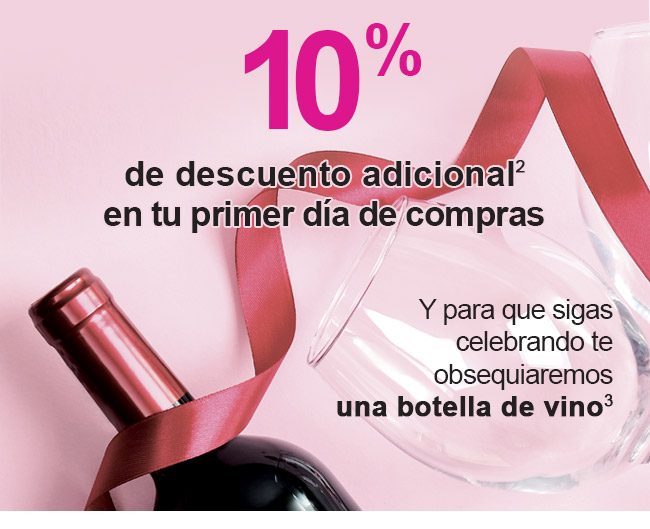 10%
de descuento adicional²
en tu primer día de compras
Y para que sigas
celebrando te
obsequiaremos
una botella de vino³